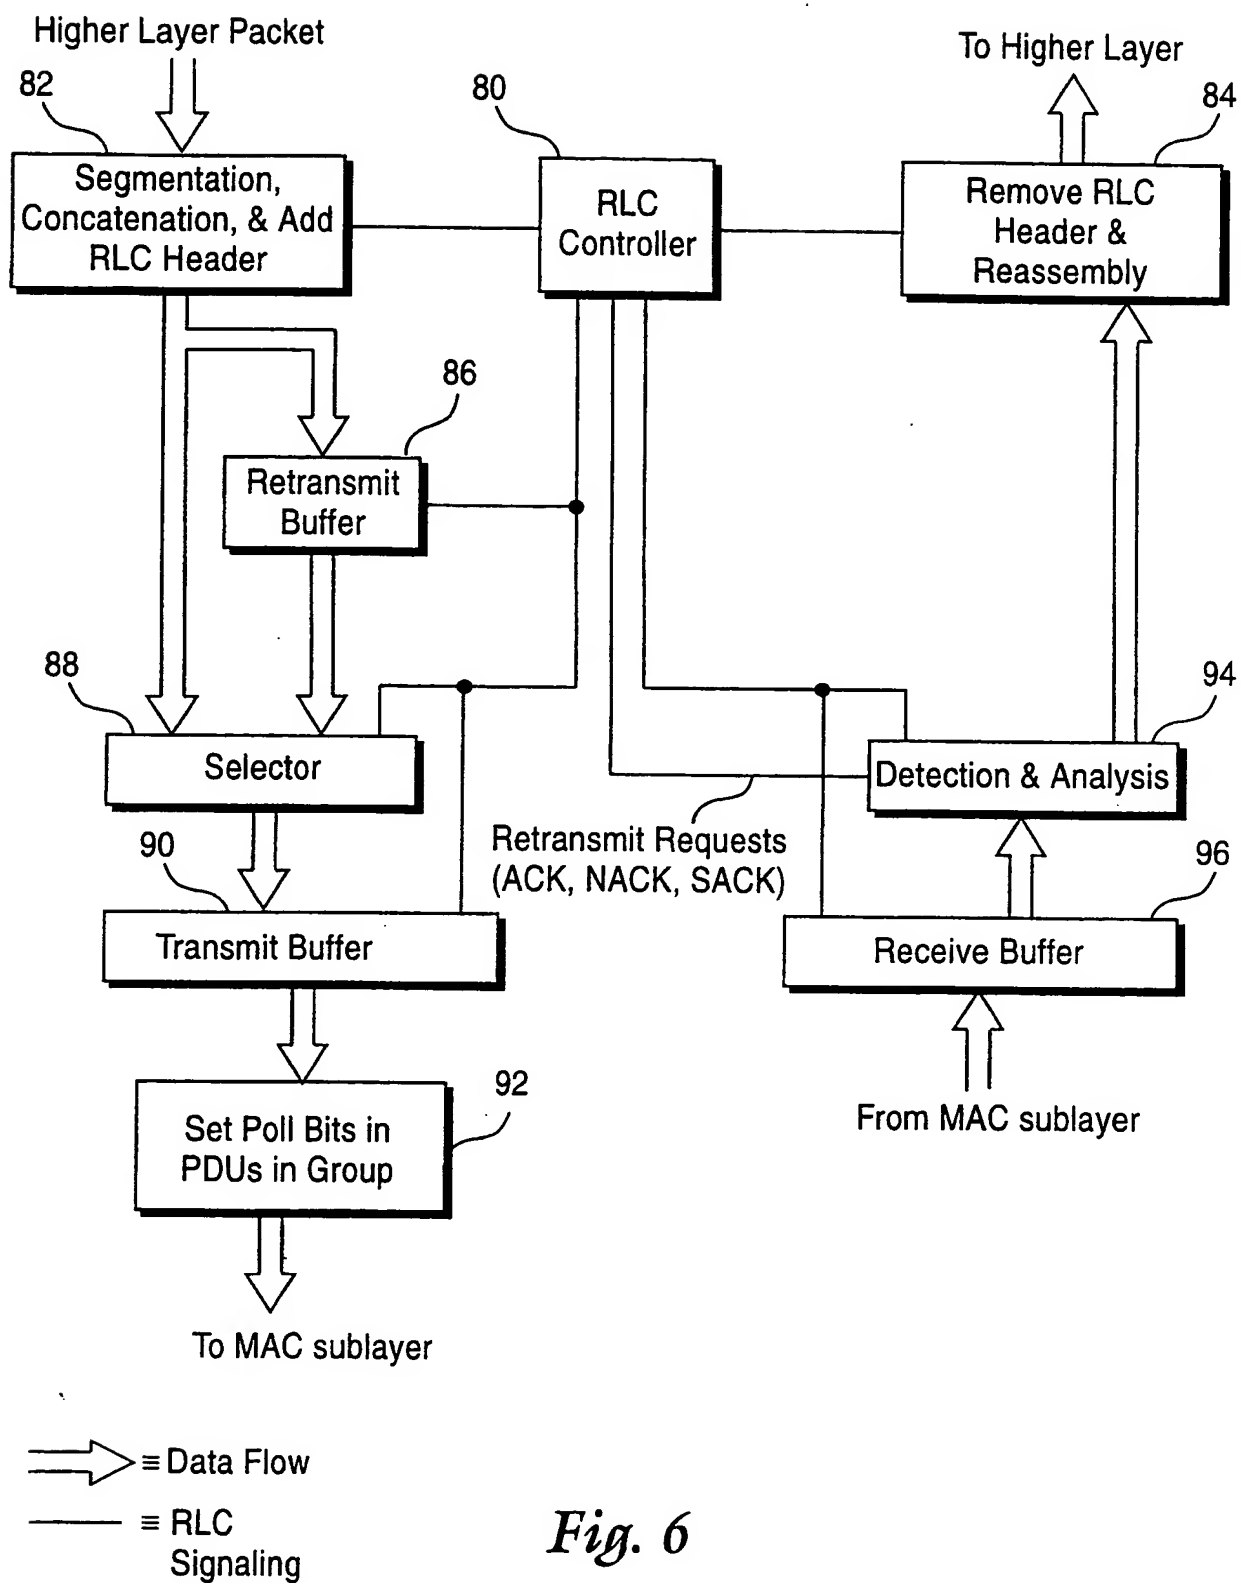 Higher Layer Packet
To Higher Layer
82
80
84
Segmentation,
Concatenation, & Add
RLC Header
RLC
Controller
Remove RLC
Header &
Reassembly
86
Retransmit
Buffer
88
94
Selector
Detection & Analysis
Retransmit Requests
(ACK, NACK, SACK)
90
96
Transmit Buffer
Receive Buffer
92
Set Poll Bits in
PDUs in Group
From MAC sublayer
To MAC sublayer
≡ Data Flow
≡ RLC
Signaling
Fig. 6